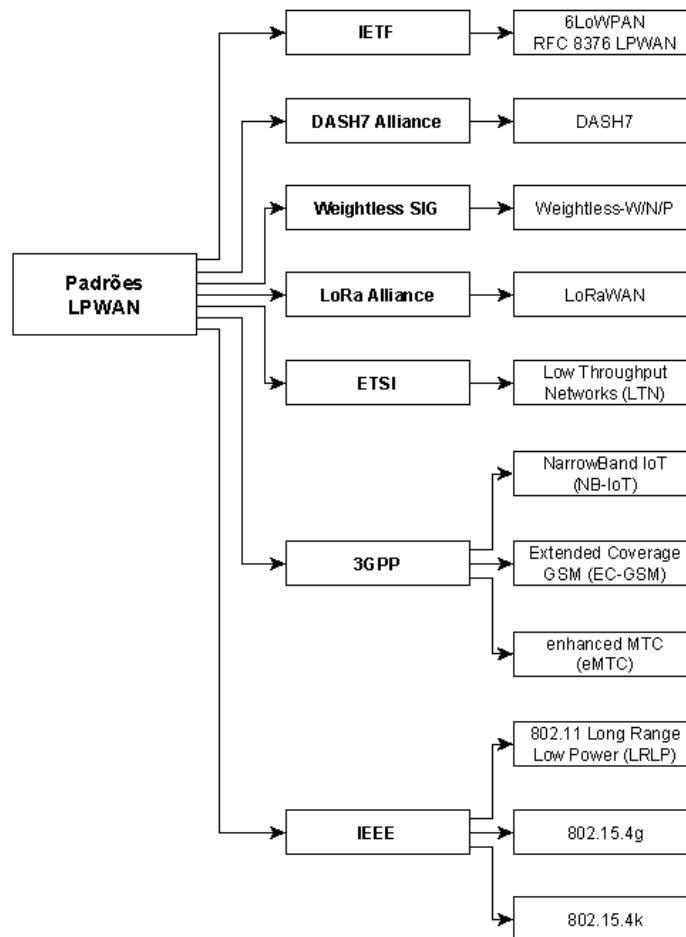 Padrões
LPWAN
IETF
6LoWPAN
RFC 8376 LPWAN
DASH7 Alliance
DASH7
Weightless SIG
Weightless-W/N/P
LoRa Alliance
LoRaWAN
ETSI
Low Throughput
Networks (LTN)
3GPP
NarrowBand IoT
(NB-IoT)
Extended Coverage
GSM (EC-GSM)
enhanced MTC
(eMTC)
IEEE
802.11 Long Range
Low Power (LRLP)
802.15.4g
802.15.4k